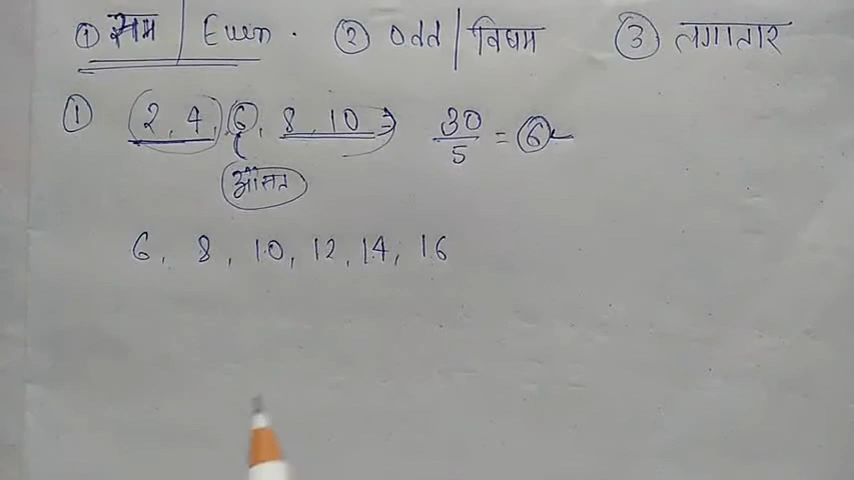 ① सम | Even . ② odd | विषम ③ लगातार
① (2, 4), 6, 8, 10 ⇒ 30/5 = 6
औसत
6, 8, 10, 12, 14, 16